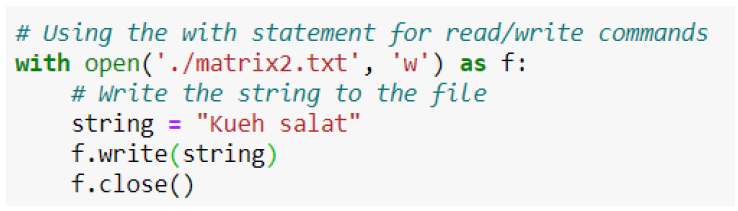 # Using the with statement for read/write commands
with open('./matrix2.txt', 'w') as f:
    # Write the string to the file
    string = "Kueh salat"
    f.write(string)
    f.close()